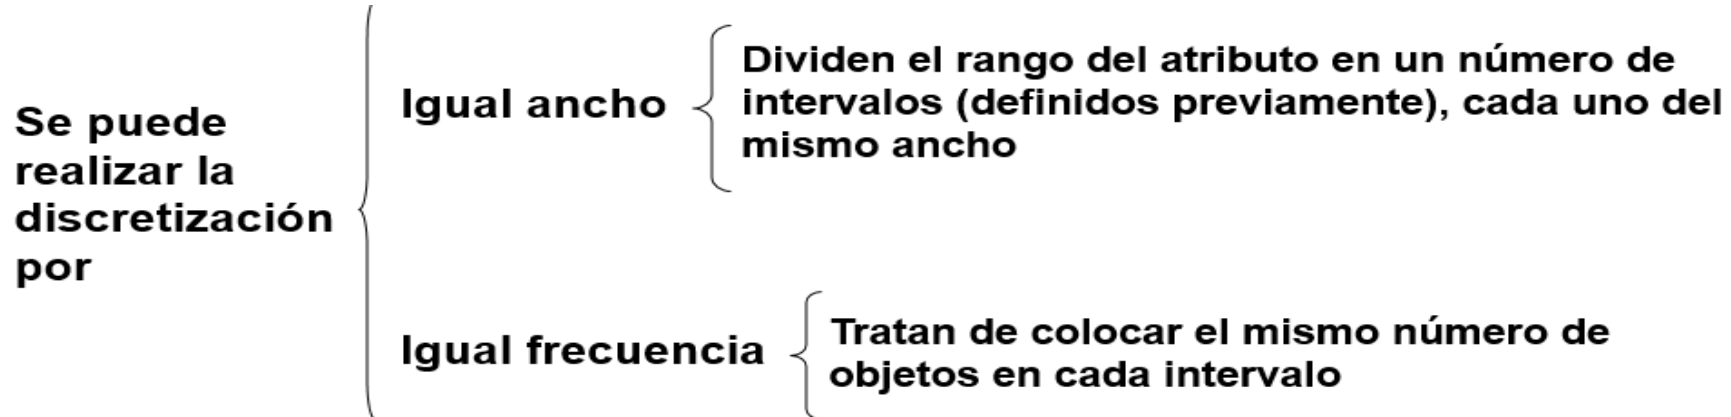 Se puede
realizar la
discretización
por
Igual ancho
Dividen el rango del atributo en un número de
intervalos (definidos previamente), cada uno del
mismo ancho
Igual frecuencia
Tratan de colocar el mismo número de
objetos en cada intervalo